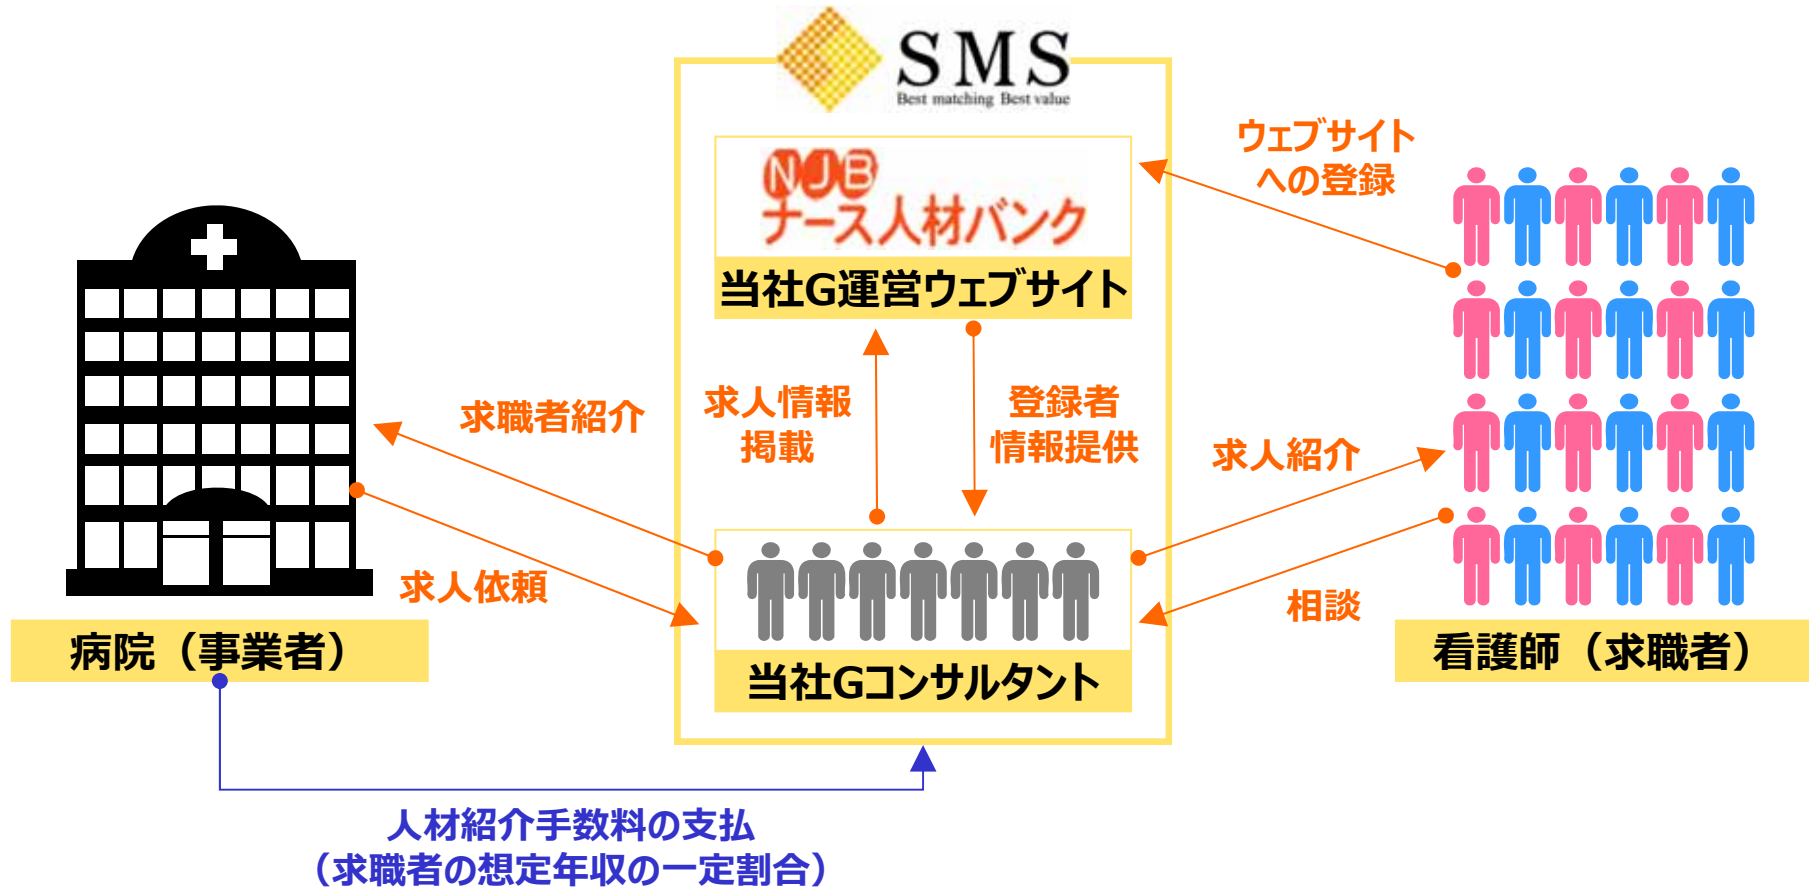 SMS
Best matching Best value
NJB
ナース人材バンク
当社G運営ウェブサイト
ウェブサイト
への登録
求職者紹介
求人情報
掲載
登録者
情報提供
求人紹介
求人依頼
相談
病院（事業者）
当社Gコンサルタント
看護師（求職者）
人材紹介手数料の支払
（求職者の想定年収の一定割合）